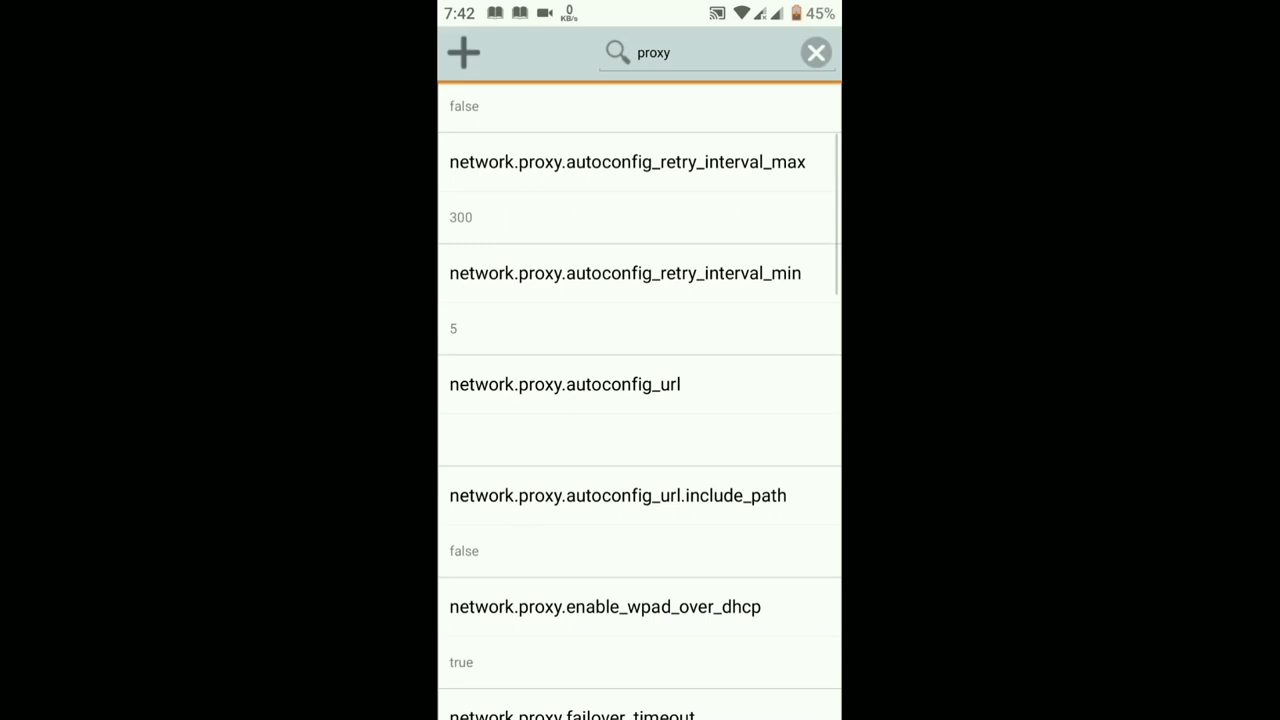 7:42 0 KB/s 45%
proxy
false
network.proxy.autoconfig_retry_interval_max
300
network.proxy.autoconfig_retry_interval_min
5
network.proxy.autoconfig_url
network.proxy.autoconfig_url.include_path
false
network.proxy.enable_wpad_over_dhcp
true
network.proxy.failover_timeout